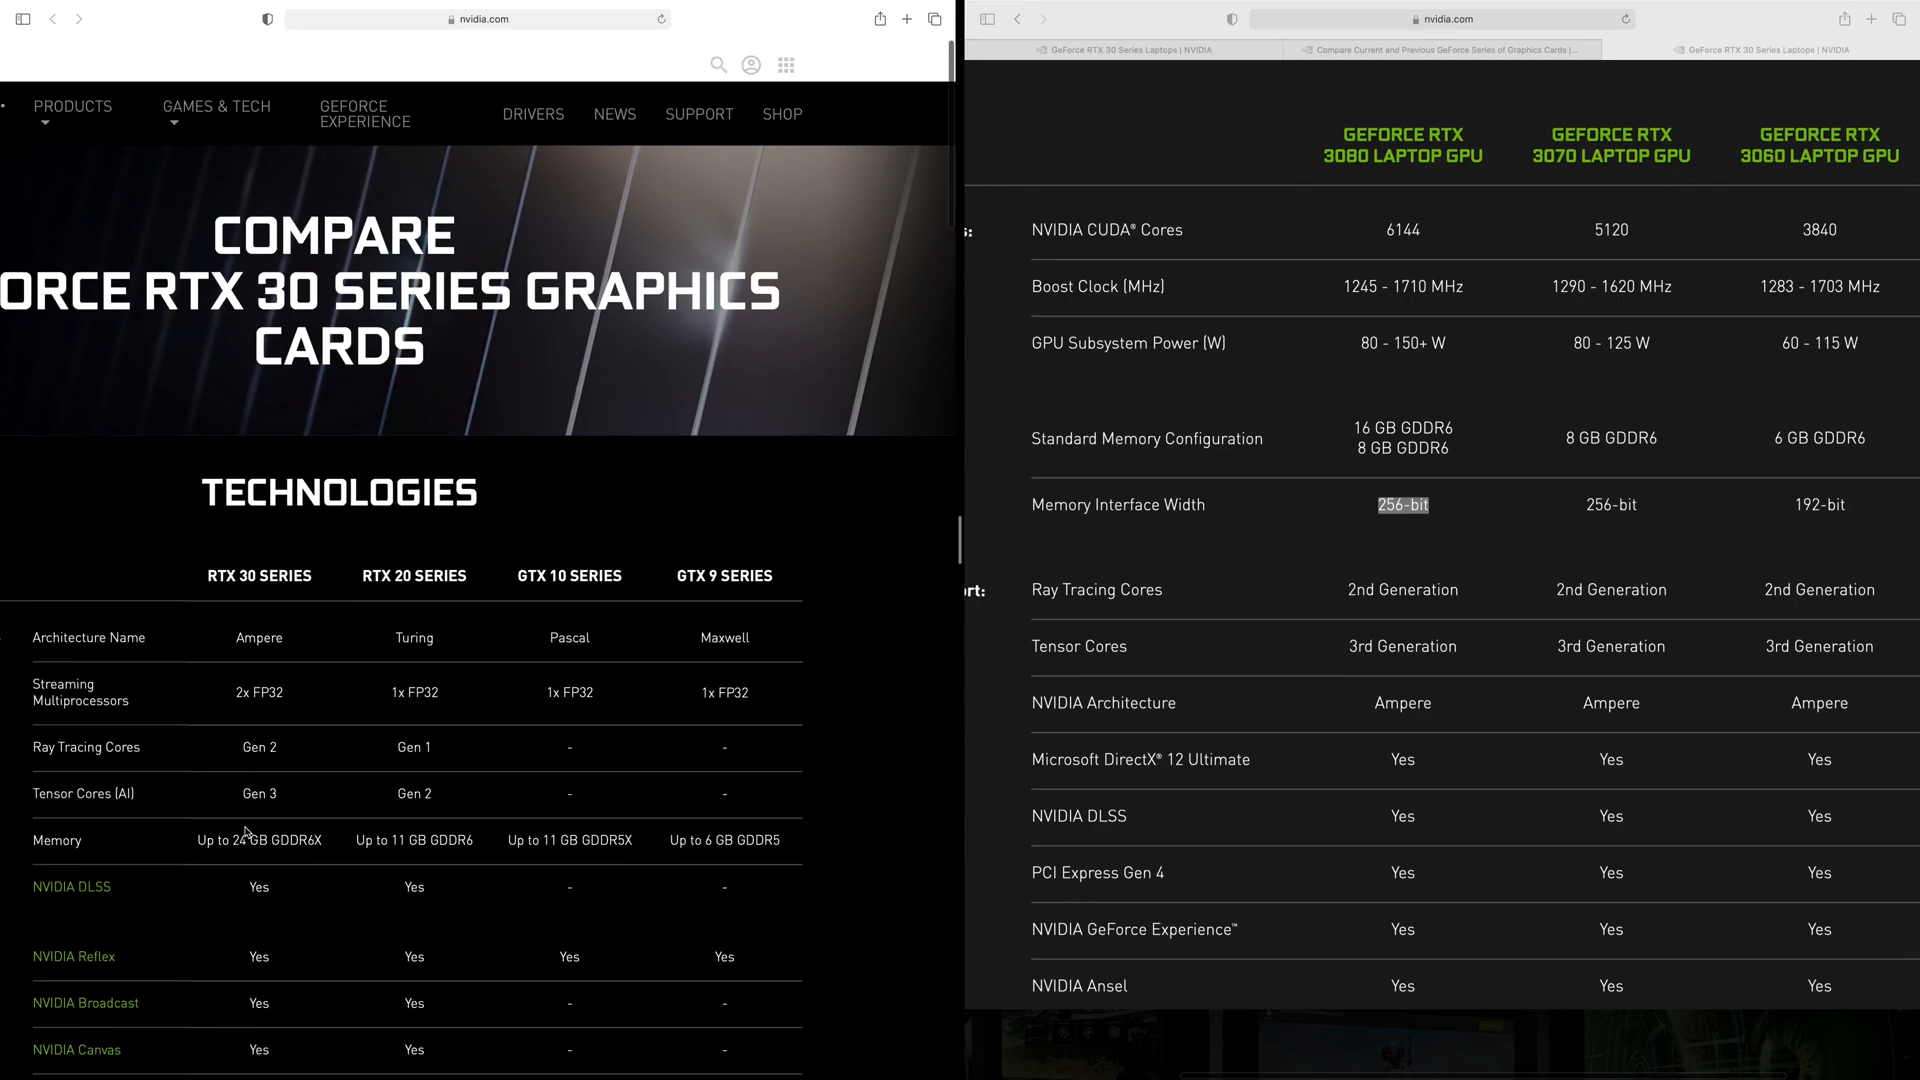 nvidia.com
PRODUCTS
GAMES & TECH
GEFORCE
EXPERIENCE
DRIVERS
NEWS
SUPPORT
SHOP
COMPARE
ORCE RTX 30 SERIES GRAPHICS
CARDS
TECHNOLOGIES
RTX 30 SERIES RTX 20 SERIES GTX 10 SERIES GTX 9 SERIES
Architecture Name Ampere Turing Pascal Maxwell
Streaming
Multiprocessors 2x FP32 1x FP32 1x FP32 1x FP32
Ray Tracing Cores Gen 2 Gen 1 - -
Tensor Cores (AI) Gen 3 Gen 2 - -
Memory Up to 24 GB GDDR6X Up to 11 GB GDDR6 Up to 11 GB GDDR5X Up to 6 GB GDDR5
NVIDIA DLSS Yes Yes - -
NVIDIA Reflex Yes Yes Yes Yes
NVIDIA Broadcast Yes Yes - -
NVIDIA Canvas Yes Yes - -
nvidia.com
GeForce RTX 30 Series Laptops | NVIDIA
Compare Current and Previous GeForce Series of Graphics Cards |...
GeForce RTX 30 Series Laptops | NVIDIA
GEFORCE RTX
3080 LAPTOP GPU
GEFORCE RTX
3070 LAPTOP GPU
GEFORCE RTX
3060 LAPTOP GPU
s:
NVIDIA CUDA® Cores 6144 5120 3840
Boost Clock (MHz) 1245 - 1710 MHz 1290 - 1620 MHz 1283 - 1703 MHz
GPU Subsystem Power (W) 80 - 150+ W 80 - 125 W 60 - 115 W
Standard Memory Configuration 16 GB GDDR6
8 GB GDDR6 8 GB GDDR6 6 GB GDDR6
Memory Interface Width 256-bit 256-bit 192-bit
rt:
Ray Tracing Cores 2nd Generation 2nd Generation 2nd Generation
Tensor Cores 3rd Generation 3rd Generation 3rd Generation
NVIDIA Architecture Ampere Ampere Ampere
Microsoft DirectX® 12 Ultimate Yes Yes Yes
NVIDIA DLSS Yes Yes Yes
PCI Express Gen 4 Yes Yes Yes
NVIDIA GeForce Experience™ Yes Yes Yes
NVIDIA Ansel Yes Yes Yes